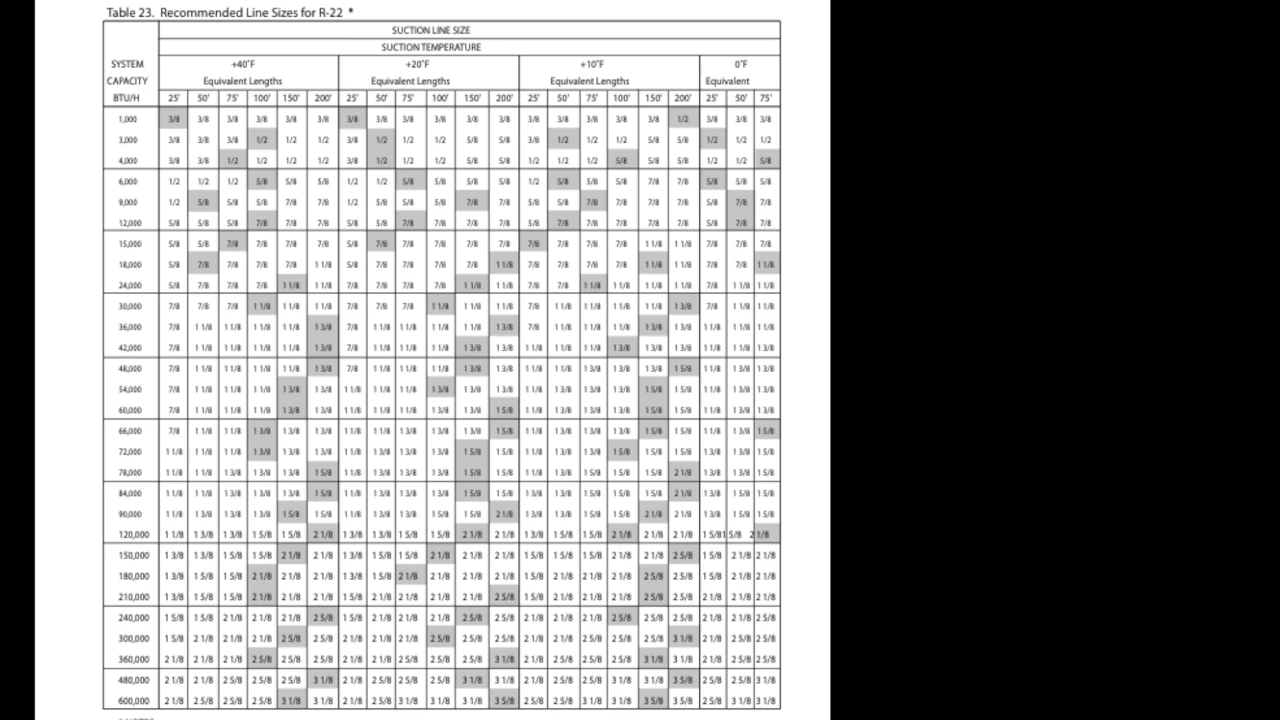 Table 23. Recommended Line Sizes for R-22 *
SUCTION LINE SIZE
SUCTION TEMPERATURE
SYSTEM +40°F +20°F +10°F 0°F
CAPACITY Equivalent Lengths Equivalent Lengths Equivalent Lengths Equivalent
BTU/H 25' 50' 75' 100' 150' 200' 25' 50' 75' 100' 150' 200' 25' 50' 75' 100' 150' 200' 25' 50' 75'
1,000 3/8 3/8 3/8 3/8 3/8 3/8 3/8 3/8 3/8 3/8 3/8 3/8 3/8 3/8 3/8 3/8 3/8 1/2 3/8 3/8 3/8
3,000 3/8 3/8 3/8 1/2 1/2 1/2 3/8 1/2 1/2 1/2 5/8 5/8 3/8 1/2 1/2 1/2 5/8 5/8 1/2 1/2 1/2
4,000 3/8 3/8 1/2 1/2 1/2 1/2 3/8 1/2 1/2 1/2 5/8 5/8 1/2 1/2 1/2 5/8 5/8 5/8 1/2 1/2 5/8
6,000 1/2 1/2 1/2 5/8 5/8 5/8 1/2 1/2 5/8 5/8 5/8 5/8 1/2 5/8 5/8 5/8 7/8 7/8 5/8 5/8 5/8
9,000 1/2 5/8 5/8 5/8 7/8 7/8 1/2 5/8 5/8 5/8 7/8 7/8 5/8 5/8 7/8 7/8 7/8 7/8 5/8 7/8 7/8
12,000 5/8 5/8 5/8 7/8 7/8 7/8 5/8 5/8 7/8 7/8 7/8 7/8 5/8 7/8 7/8 7/8 7/8 7/8 5/8 7/8 7/8
15,000 5/8 5/8 7/8 7/8 7/8 7/8 5/8 7/8 7/8 7/8 7/8 7/8 7/8 7/8 7/8 7/8 1 1/8 1 1/8 7/8 7/8 7/8
18,000 5/8 7/8 7/8 7/8 7/8 1 1/8 5/8 7/8 7/8 7/8 7/8 1 1/8 7/8 7/8 7/8 7/8 1 1/8 1 1/8 7/8 7/8 1 1/8
24,000 5/8 7/8 7/8 7/8 1 1/8 1 1/8 7/8 7/8 7/8 7/8 1 1/8 1 1/8 7/8 7/8 1 1/8 1 1/8 1 1/8 1 1/8 7/8 1 1/8 1 1/8
30,000 7/8 7/8 7/8 1 1/8 1 1/8 1 1/8 7/8 7/8 7/8 1 1/8 1 1/8 1 1/8 7/8 1 1/8 1 1/8 1 1/8 1 1/8 1 3/8 7/8 1 1/8 1 1/8
36,000 7/8 1 1/8 1 1/8 1 1/8 1 1/8 1 3/8 7/8 1 1/8 1 1/8 1 1/8 1 1/8 1 3/8 7/8 1 1/8 1 1/8 1 1/8 1 3/8 1 3/8 1 1/8 1 1/8 1 1/8
42,000 7/8 1 1/8 1 1/8 1 1/8 1 1/8 1 3/8 7/8 1 1/8 1 1/8 1 1/8 1 3/8 1 3/8 1 1/8 1 1/8 1 1/8 1 3/8 1 3/8 1 3/8 1 1/8 1 1/8 1 3/8
48,000 7/8 1 1/8 1 1/8 1 1/8 1 1/8 1 3/8 7/8 1 1/8 1 1/8 1 1/8 1 3/8 1 3/8 1 1/8 1 1/8 1 3/8 1 3/8 1 3/8 1 5/8 1 1/8 1 3/8 1 3/8
54,000 7/8 1 1/8 1 1/8 1 1/8 1 3/8 1 3/8 1 1/8 1 1/8 1 1/8 1 3/8 1 3/8 1 3/8 1 1/8 1 3/8 1 3/8 1 3/8 1 5/8 1 5/8 1 1/8 1 3/8 1 3/8
60,000 7/8 1 1/8 1 1/8 1 1/8 1 3/8 1 3/8 1 1/8 1 1/8 1 1/8 1 3/8 1 3/8 1 5/8 1 1/8 1 3/8 1 3/8 1 3/8 1 5/8 1 5/8 1 1/8 1 3/8 1 3/8
66,000 7/8 1 1/8 1 1/8 1 3/8 1 3/8 1 3/8 1 1/8 1 1/8 1 3/8 1 3/8 1 3/8 1 5/8 1 1/8 1 3/8 1 3/8 1 3/8 1 5/8 1 5/8 1 1/8 1 3/8 1 5/8
72,000 1 1/8 1 1/8 1 1/8 1 3/8 1 3/8 1 3/8 1 1/8 1 1/8 1 3/8 1 3/8 1 5/8 1 5/8 1 1/8 1 3/8 1 3/8 1 5/8 1 5/8 1 5/8 1 3/8 1 3/8 1 5/8
78,000 1 1/8 1 1/8 1 3/8 1 3/8 1 3/8 1 5/8 1 1/8 1 3/8 1 3/8 1 3/8 1 5/8 1 5/8 1 3/8 1 3/8 1 5/8 1 5/8 1 5/8 2 1/8 1 3/8 1 3/8 1 5/8
84,000 1 1/8 1 1/8 1 3/8 1 3/8 1 3/8 1 5/8 1 1/8 1 3/8 1 3/8 1 3/8 1 5/8 1 5/8 1 3/8 1 3/8 1 5/8 1 5/8 1 5/8 2 1/8 1 3/8 1 5/8 1 5/8
90,000 1 1/8 1 1/8 1 3/8 1 3/8 1 5/8 1 5/8 1 1/8 1 3/8 1 3/8 1 5/8 1 5/8 2 1/8 1 3/8 1 3/8 1 5/8 1 5/8 2 1/8 2 1/8 1 3/8 1 5/8 1 5/8
120,000 1 1/8 1 3/8 1 3/8 1 5/8 1 5/8 2 1/8 1 3/8 1 3/8 1 5/8 1 5/8 2 1/8 2 1/8 1 3/8 1 5/8 1 5/8 2 1/8 2 1/8 2 1/8 1 5/8 1 5/8 2 1/8
150,000 1 3/8 1 3/8 1 5/8 1 5/8 2 1/8 2 1/8 1 3/8 1 5/8 1 5/8 2 1/8 2 1/8 2 1/8 1 5/8 1 5/8 2 1/8 2 1/8 2 1/8 2 5/8 1 5/8 2 1/8 2 1/8
180,000 1 3/8 1 5/8 1 5/8 2 1/8 2 1/8 2 1/8 1 3/8 1 5/8 2 1/8 2 1/8 2 1/8 2 1/8 1 5/8 2 1/8 2 1/8 2 1/8 2 5/8 2 5/8 1 5/8 2 1/8 2 1/8
210,000 1 3/8 1 5/8 1 5/8 2 1/8 2 1/8 2 1/8 1 5/8 1 5/8 2 1/8 2 1/8 2 1/8 2 5/8 1 5/8 2 1/8 2 1/8 2 1/8 2 5/8 2 5/8 2 1/8 2 1/8 2 1/8
240,000 1 5/8 1 5/8 2 1/8 2 1/8 2 1/8 2 5/8 1 5/8 2 1/8 2 1/8 2 1/8 2 5/8 2 5/8 2 1/8 2 1/8 2 1/8 2 5/8 2 5/8 2 5/8 2 1/8 2 1/8 2 5/8
300,000 1 5/8 2 1/8 2 1/8 2 1/8 2 5/8 2 5/8 2 1/8 2 1/8 2 1/8 2 5/8 2 5/8 2 5/8 2 1/8 2 1/8 2 5/8 2 5/8 2 5/8 3 1/8 2 1/8 2 5/8 2 5/8
360,000 2 1/8 2 1/8 2 1/8 2 5/8 2 5/8 2 5/8 2 1/8 2 1/8 2 5/8 2 5/8 2 5/8 3 1/8 2 1/8 2 5/8 2 5/8 2 5/8 3 1/8 3 1/8 2 1/8 2 5/8 2 5/8
480,000 2 1/8 2 1/8 2 5/8 2 5/8 2 5/8 3 1/8 2 1/8 2 5/8 2 5/8 2 5/8 3 1/8 3 1/8 2 1/8 2 5/8 2 5/8 3 1/8 3 1/8 3 5/8 2 5/8 2 5/8 3 1/8
600,000 2 1/8 2 5/8 2 5/8 2 5/8 3 1/8 3 1/8 2 1/8 2 5/8 3 1/8 3 1/8 3 1/8 3 5/8 2 5/8 2 5/8 3 1/8 3 1/8 3 5/8 3 5/8 2 5/8 3 1/8 3 1/8